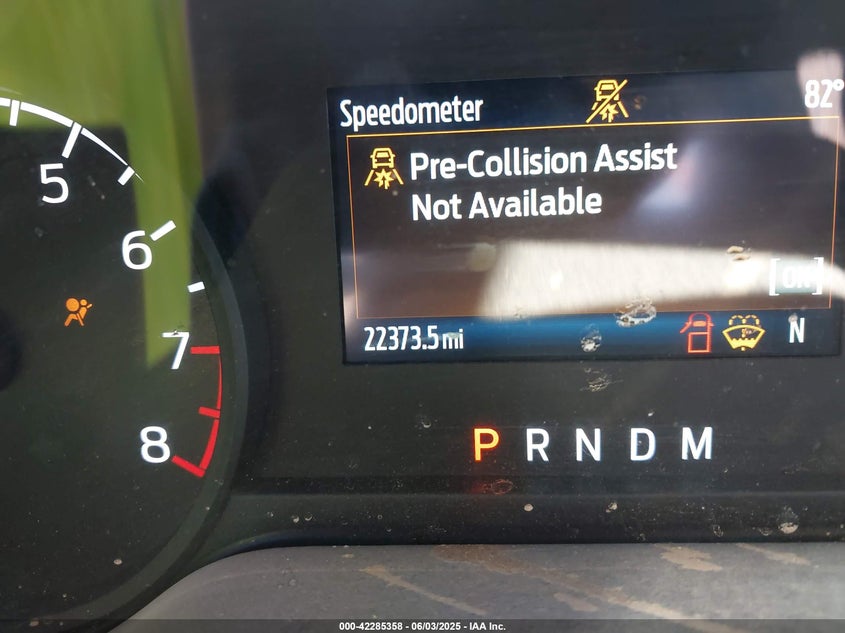 Speedometer 82°
Pre-Collision Assist
Not Available
[OK]
22373.5 mi N
5
6
7
8
P R N D M
000-42285358 - 06/03/2025 - IAA Inc.